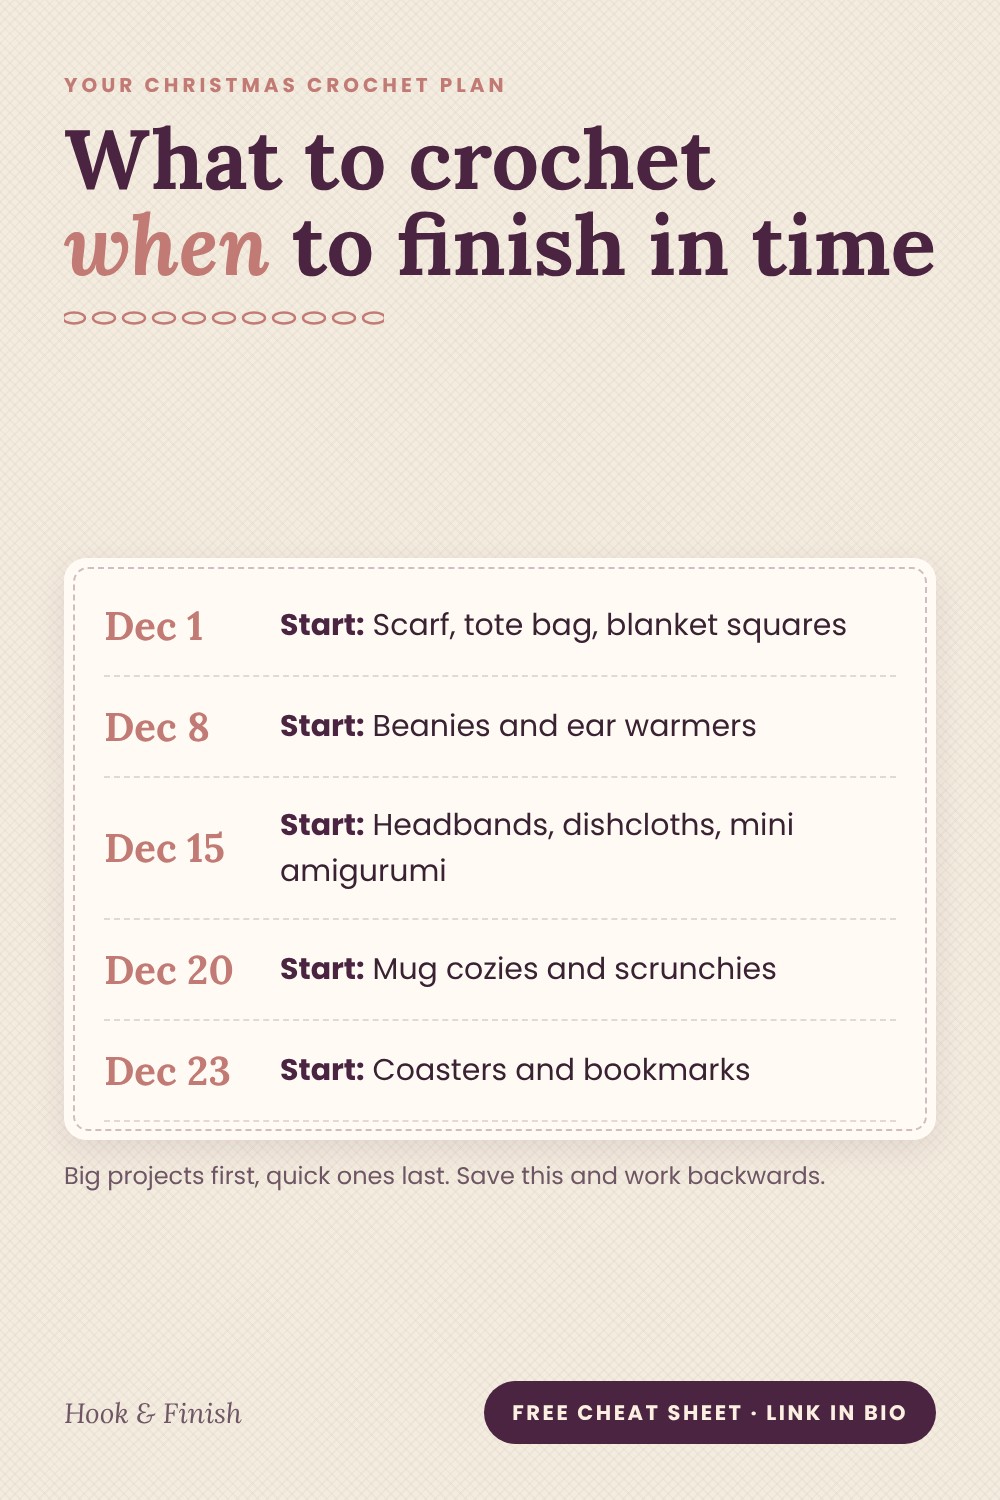 YOUR CHRISTMAS CROCHET PLAN
What to crochet
when to finish in time
Dec 1
Start: Scarf, tote bag, blanket squares
Dec 8
Start: Beanies and ear warmers
Dec 15
Start: Headbands, dishcloths, mini
amigurumi
Dec 20
Start: Mug cozies and scrunchies
Dec 23
Start: Coasters and bookmarks
Big projects first, quick ones last. Save this and work backwards.
Hook & Finish
FREE CHEAT SHEET · LINK IN BIO